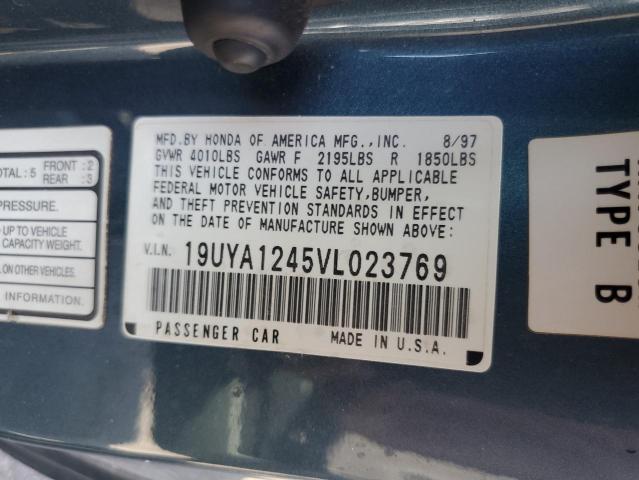 TOTAL: 5 FRONT : 2
REAR : 3
PRESSURE.
UP TO VEHICLE
CAPACITY WEIGHT.
ON OTHER VEHICLES.
INFORMATION.
MFD. BY HONDA OF AMERICA MFG., INC. 8/97
GVWR 4010LBS GAWR F 2195LBS R 1850LBS
THIS VEHICLE CONFORMS TO ALL APPLICABLE
FEDERAL MOTOR VEHICLE SAFETY, BUMPER,
AND THEFT PREVENTION STANDARDS IN EFFECT
ON THE DATE OF MANUFACTURE SHOWN ABOVE:
V.I.N. 19UYA1245VL023769
PASSENGER CAR MADE IN U.S.A.
TYPE B